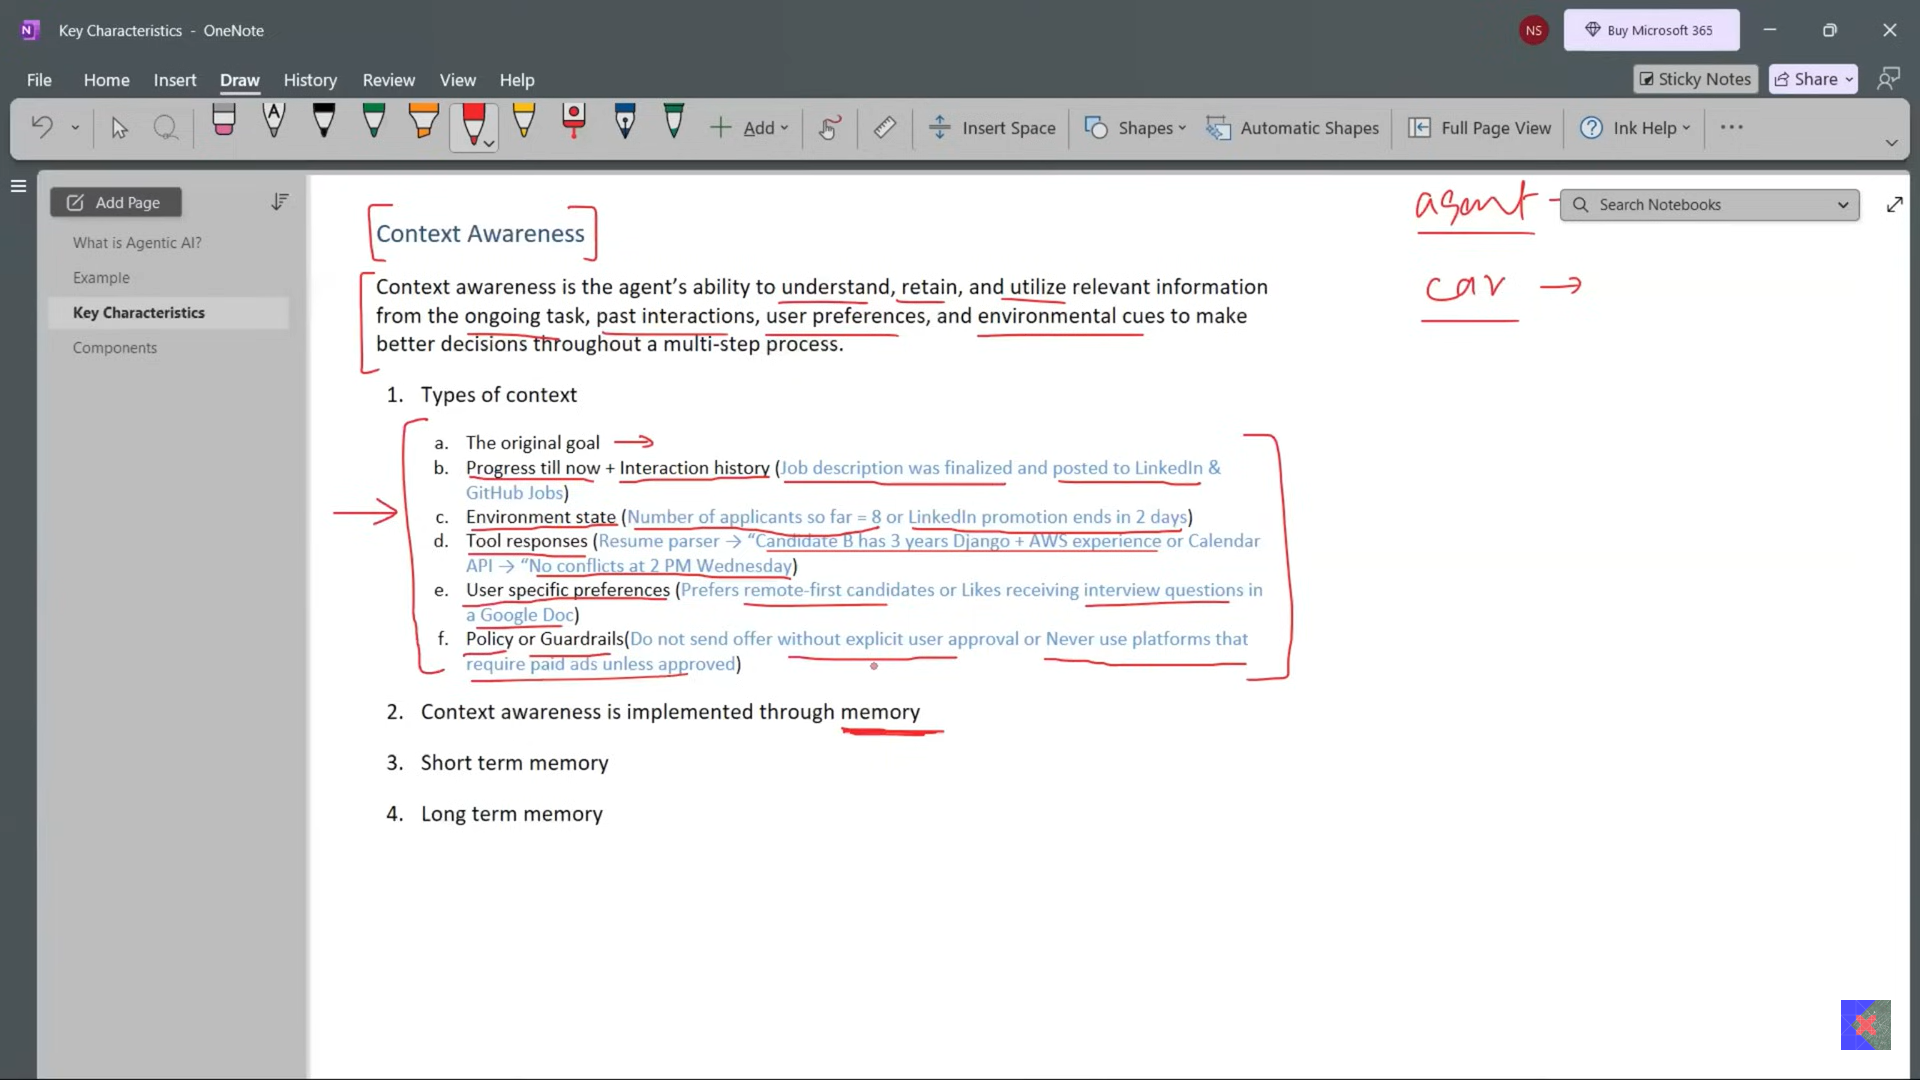 Key Characteristics - OneNote
NS
Buy Microsoft 365
File Home Insert Draw History Review View Help
Sticky Notes
Share
A
Add
Insert Space
Shapes
Automatic Shapes
Full Page View
Ink Help
Add Page
Search Notebooks
What is Agentic AI?
Example
Key Characteristics
Components
agent -
car →
Context Awareness
Context awareness is the agent's ability to understand, retain, and utilize relevant information
from the ongoing task, past interactions, user preferences, and environmental cues to make
better decisions throughout a multi-step process.
1. Types of context
a. The original goal →
b. Progress till now + Interaction history (Job description was finalized and posted to LinkedIn &
GitHub Jobs)
c. Environment state (Number of applicants so far = 8 or LinkedIn promotion ends in 2 days)
d. Tool responses (Resume parser → “Candidate B has 3 years Django + AWS experience or Calendar
API → “No conflicts at 2 PM Wednesday)
e. User specific preferences (Prefers remote-first candidates or Likes receiving interview questions in
a Google Doc)
f. Policy or Guardrails(Do not send offer without explicit user approval or Never use platforms that
require paid ads unless approved)
2. Context awareness is implemented through memory
3. Short term memory
4. Long term memory